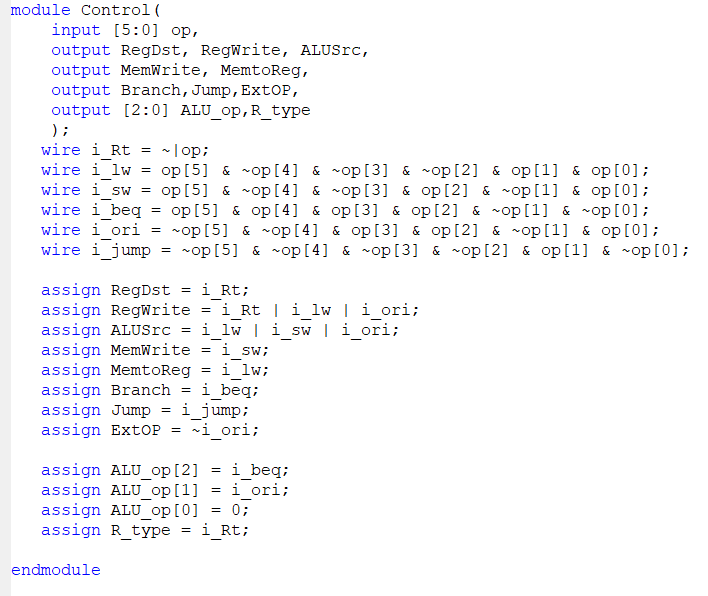 module Control(
    input [5:0] op,
    output RegDst, RegWrite, ALUSrc,
    output MemWrite, MemtoReg,
    output Branch,Jump,ExtOP,
    output [2:0] ALU_op,R_type
    );
   wire i_Rt = ~|op;
   wire i_lw = op[5] & ~op[4] & ~op[3] & ~op[2] & op[1] & op[0];
   wire i_sw = op[5] & ~op[4] & ~op[3] & op[2] & ~op[1] & op[0];
   wire i_beq = op[5] & op[4] & op[3] & op[2] & ~op[1] & ~op[0];
   wire i_ori = ~op[5] & ~op[4] & op[3] & op[2] & ~op[1] & op[0];
   wire i_jump = ~op[5] & ~op[4] & ~op[3] & ~op[2] & op[1] & ~op[0];

   assign RegDst = i_Rt;
   assign RegWrite = i_Rt | i_lw | i_ori;
   assign ALUSrc = i_lw | i_sw | i_ori;
   assign MemWrite = i_sw;
   assign MemtoReg = i_lw;
   assign Branch = i_beq;
   assign Jump = i_jump;
   assign ExtOP = ~i_ori;

   assign ALU_op[2] = i_beq;
   assign ALU_op[1] = i_ori;
   assign ALU_op[0] = 0;
   assign R_type = i_Rt;

endmodule